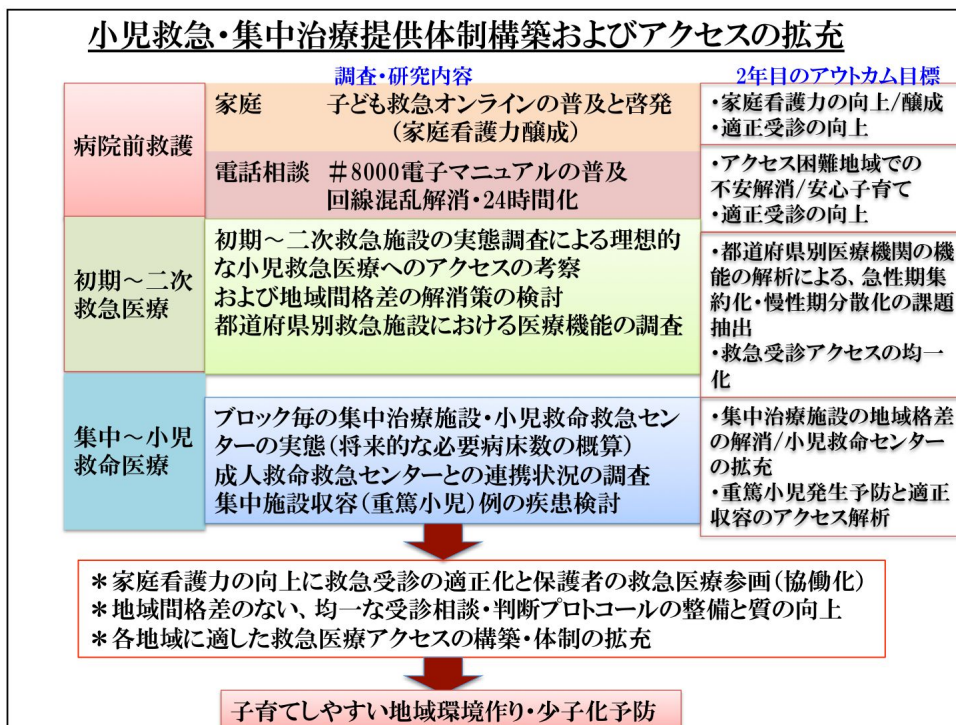 小児救急・集中治療提供体制構築およびアクセスの拡充
調査・研究内容
2年目のアウトカム目標
病院前救護
家庭 子ども救急オンラインの普及と啓発
(家庭看護力醸成)
・家庭看護力の向上/醸成
・適正受診の向上
電話相談 #8000電子マニュアルの普及
回線混乱解消・24時間化
・アクセス困難地域での
不安解消/安心子育て
・適正受診の向上
初期～二次
救急医療
初期～二次救急施設の実態調査による理想的
な小児救急医療へのアクセスの考察
および地域間格差の解消策の検討
都道府県別救急施設における医療機能の調査
・都道府県別医療機関の機
能の解析による、急性期集
約化・慢性期分散化の課題
抽出
・救急受診アクセスの均一
化
集中～小児
救命医療
ブロック毎の集中治療施設・小児救命救急セン
ターの実態(将来的な必要病床数の概算)
成人救命救急センターとの連携状況の調査
集中施設収容(重篤小児)例の疾患検討
・集中治療施設の地域格差
の解消/小児救命センター
の拡充
・重篤小児発生予防と適正
収容のアクセス解析
＊家庭看護力の向上に救急受診の適正化と保護者の救急医療参画(協働化)
＊地域間格差のない、均一な受診相談・判断プロトコールの整備と質の向上
＊各地域に適した救急医療アクセスの構築・体制の拡充
子育てしやすい地域環境作り・少子化予防